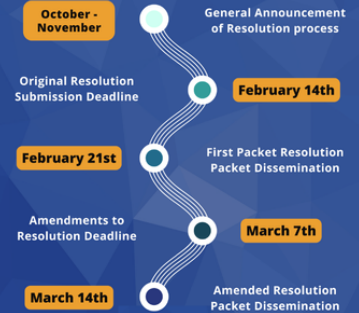 October -
November
General Announcement
of Resolution process
Original Resolution
Submission Deadline
February 14th
February 21st
First Packet Resolution
Packet Dissemination
Amendments to
Resolution Deadline
March 7th
March 14th
Amended Resolution
Packet Dissemination